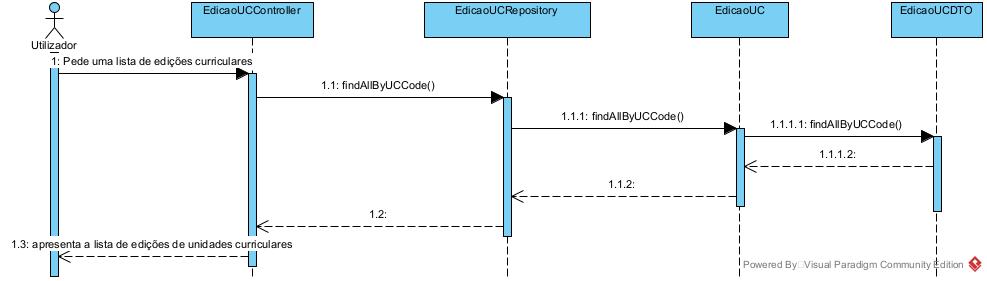 EdicaoUCController
EdicaoUCRepository
EdicaoUC
EdicaoUCDTO
Utilizador
1: Pede uma lista de edições curriculares
1.1: findAllByUCCode()
1.1.1: findAllByUCCode()
1.1.1.1: findAllByUCCode()
1.1.1.2:
1.1.2:
1.2:
1.3: apresenta a lista de edições de unidades curriculares
Powered By Visual Paradigm Community Edition